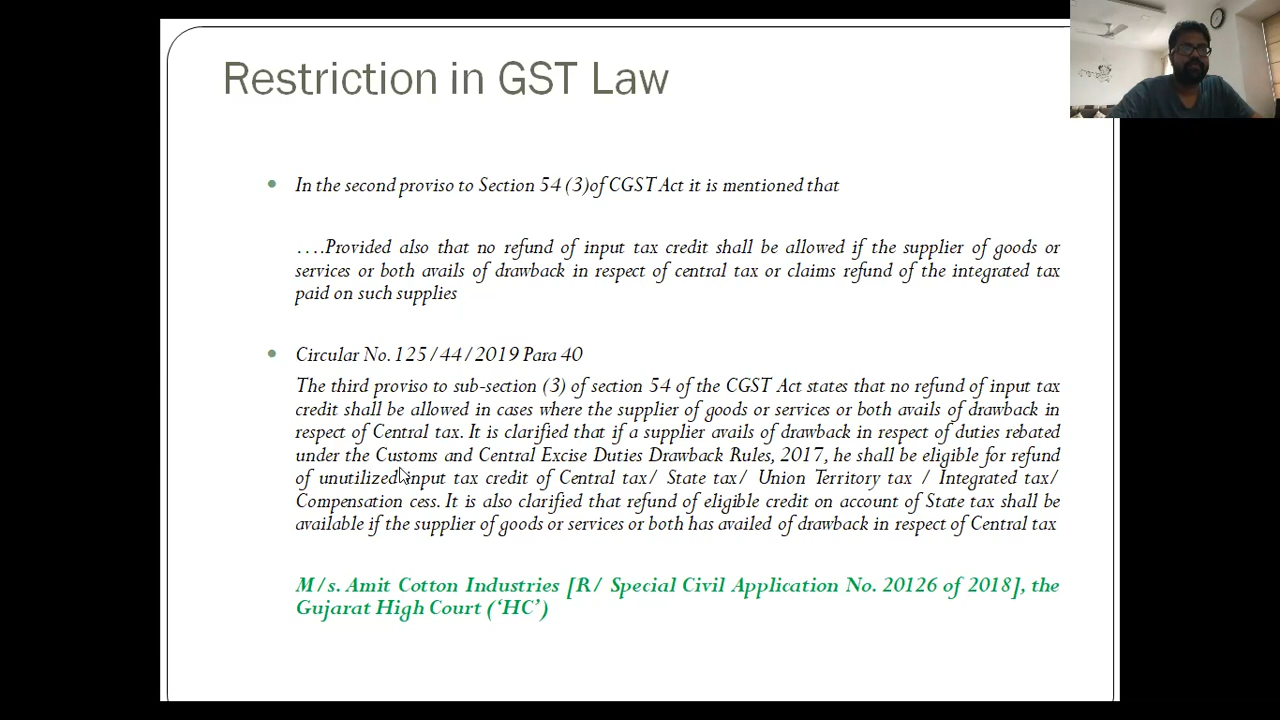 Restriction in GST Law
In the second proviso to Section 54 (3)of CGST Act it is mentioned that
….Provided also that no refund of input tax credit shall be allowed if the supplier of goods or
services or both avails of drawback in respect of central tax or claims refund of the integrated tax
paid on such supplies
Circular No. 125/44/2019 Para 40
The third proviso to sub-section (3) of section 54 of the CGST Act states that no refund of input tax
credit shall be allowed in cases where the supplier of goods or services or both avails of drawback in
respect of Central tax. It is clarified that if a supplier avails of drawback in respect of duties rebated
under the Customs and Central Excise Duties Drawback Rules, 2017, he shall be eligible for refund
of unutilized input tax credit of Central tax/ State tax/ Union Territory tax / Integrated tax/
Compensation cess. It is also clarified that refund of eligible credit on account of State tax shall be
available if the supplier of goods or services or both has availed of drawback in respect of Central tax
M/s. Amit Cotton Industries [R/ Special Civil Application No. 20126 of 2018], the
Gujarat High Court (‘HC’)